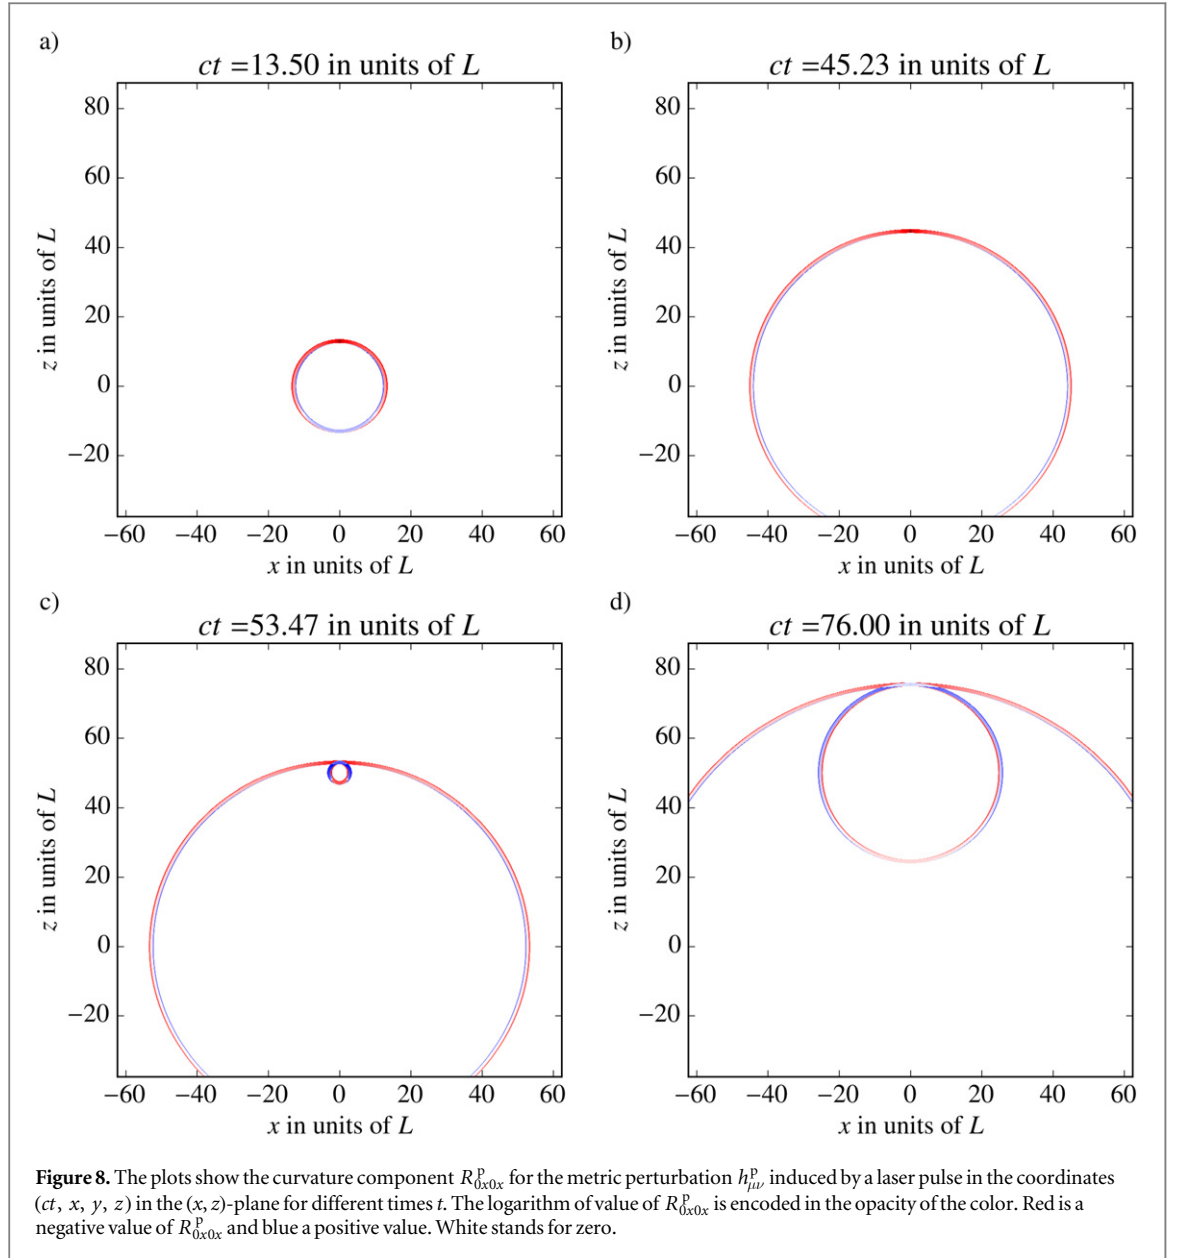 a)
ct =13.50 in units of L
80
60
40
20
0
−20
z in units of L
−60 −40 −20 0 20 40 60
x in units of L
b)
ct =45.23 in units of L
80
60
40
20
0
−20
z in units of L
−60 −40 −20 0 20 40 60
x in units of L
c)
ct =53.47 in units of L
80
60
40
20
0
−20
z in units of L
−60 −40 −20 0 20 40 60
x in units of L
d)
ct =76.00 in units of L
80
60
40
20
0
−20
z in units of L
−60 −40 −20 0 20 40 60
x in units of L
Figure 8. The plots show the curvature component R^p_{0x0x} for the metric perturbation h^p_{μν} induced by a laser pulse in the coordinates
(ct, x, y, z) in the (x, z)-plane for different times t. The logarithm of value of R^p_{0x0x} is encoded in the opacity of the color. Red is a
negative value of R^p_{0x0x} and blue a positive value. White stands for zero.